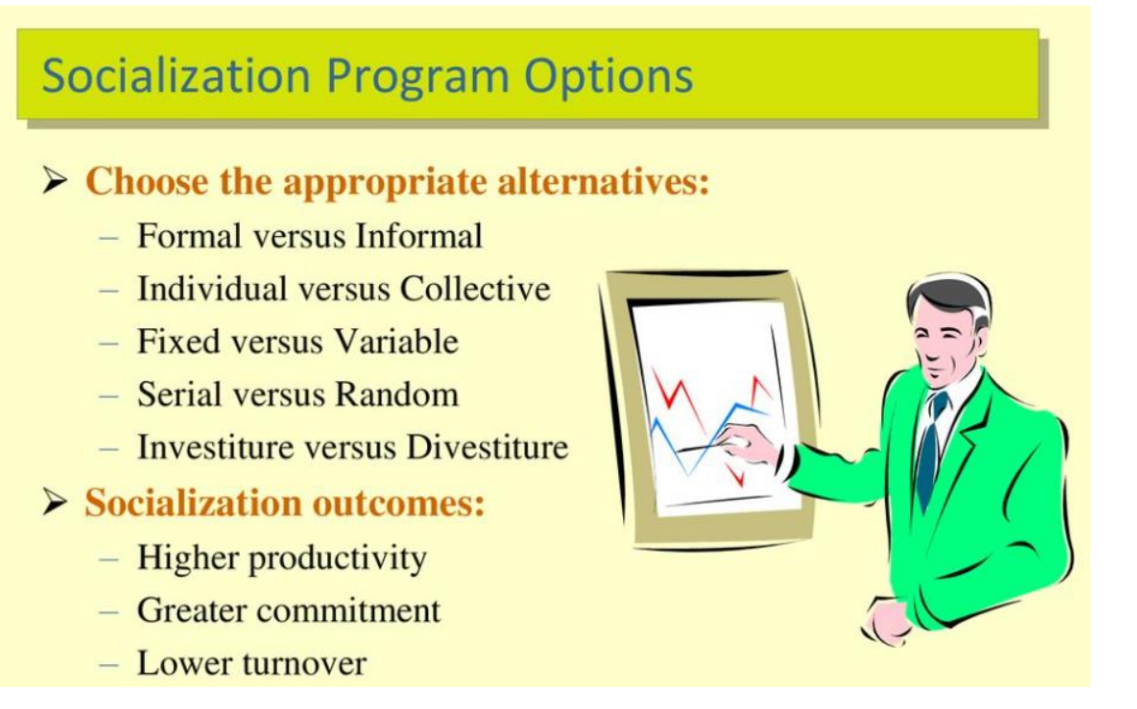 Socialization Program Options
➢ Choose the appropriate alternatives:
– Formal versus Informal
– Individual versus Collective
– Fixed versus Variable
– Serial versus Random
– Investiture versus Divestiture
➢ Socialization outcomes:
– Higher productivity
– Greater commitment
– Lower turnover